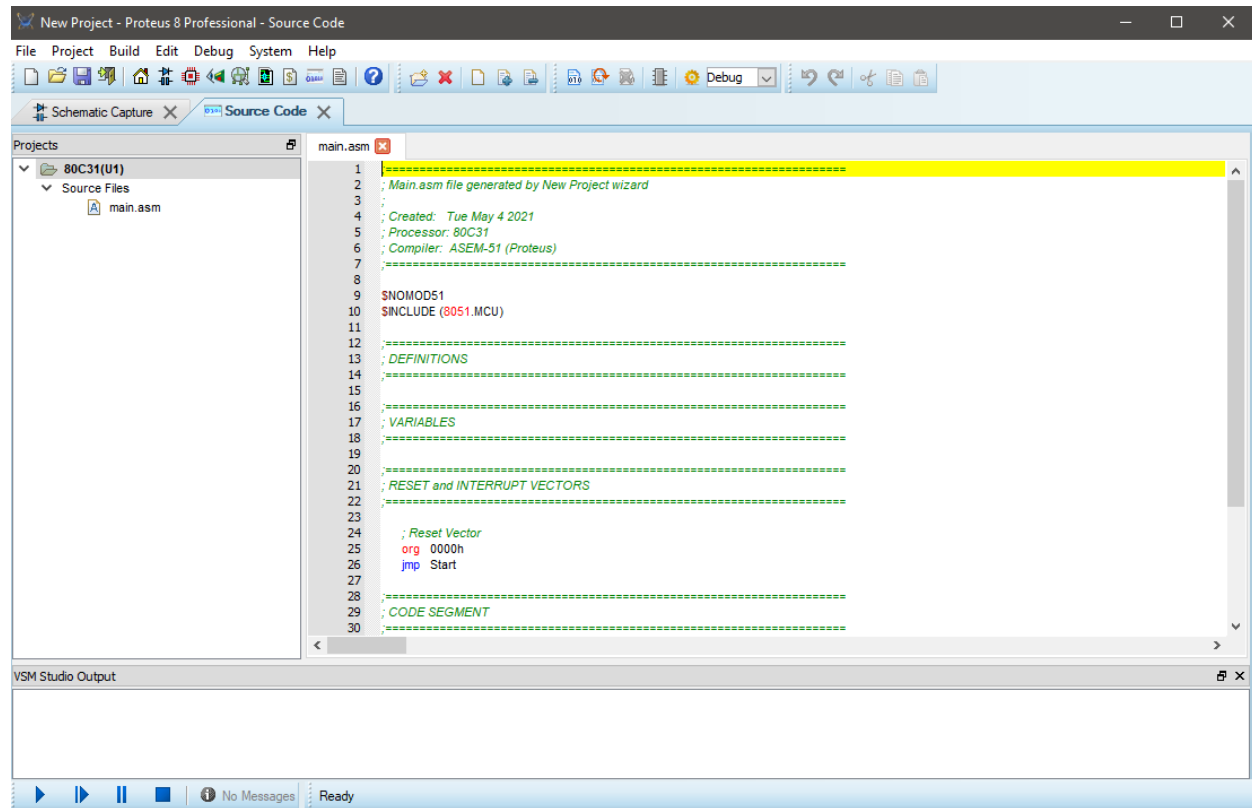 New Project - Proteus 8 Professional - Source Code
File Project Build Edit Debug System Help
Debug
Schematic Capture Source Code
Projects
80C31(U1)
Source Files
main.asm
main.asm
1 ;====================================================================
2 ; Main.asm file generated by New Project wizard
3 ;
4 ; Created: Tue May 4 2021
5 ; Processor: 80C31
6 ; Compiler: ASEM-51 (Proteus)
7 ;====================================================================
8
9 $NOMOD51
10 $INCLUDE (8051.MCU)
11
12 ;====================================================================
13 ; DEFINITIONS
14 ;====================================================================
15
16 ;====================================================================
17 ; VARIABLES
18 ;====================================================================
19
20 ;====================================================================
21 ; RESET and INTERRUPT VECTORS
22 ;====================================================================
23
24 ; Reset Vector
25 org 0000h
26 jmp Start
27
28 ;====================================================================
29 ; CODE SEGMENT
30 ;====================================================================
VSM Studio Output
No Messages Ready